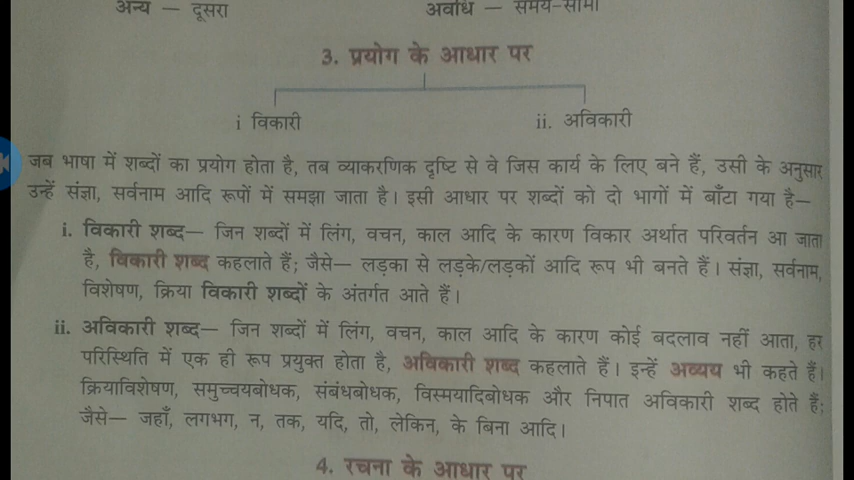 अन्य — दूसरा अवधि — समय-सीमा
3. प्रयोग के आधार पर
i विकारी ii. अविकारी
जब भाषा में शब्दों का प्रयोग होता है, तब व्याकरणिक दृष्टि से वे जिस कार्य के लिए बने हैं, उसी के अनुसार
उन्हें संज्ञा, सर्वनाम आदि रूपों में समझा जाता है। इसी आधार पर शब्दों को दो भागों में बाँटा गया है—
i. विकारी शब्द— जिन शब्दों में लिंग, वचन, काल आदि के कारण विकार अर्थात परिवर्तन आ जाता
है, विकारी शब्द कहलाते हैं; जैसे— लड़का से लड़के/लड़कों आदि रूप भी बनते हैं। संज्ञा, सर्वनाम,
विशेषण, क्रिया विकारी शब्दों के अंतर्गत आते हैं।
ii. अविकारी शब्द— जिन शब्दों में लिंग, वचन, काल आदि के कारण कोई बदलाव नहीं आता, हर
परिस्थिति में एक ही रूप प्रयुक्त होता है, अविकारी शब्द कहलाते हैं। इन्हें अव्यय भी कहते हैं।
क्रियाविशेषण, समुच्चयबोधक, संबंधबोधक, विस्मयादिबोधक और निपात अविकारी शब्द होते हैं;
जैसे— जहाँ, लगभग, न, तक, यदि, तो, लेकिन, के बिना आदि।
4. रचना के आधार पर